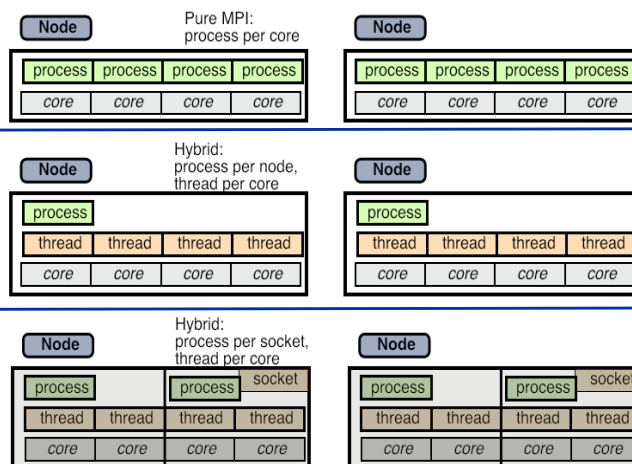 Node
Pure MPI:
process per core
Node
process process process process
process process process process
core core core core
core core core core
Node
Hybrid:
process per node,
thread per core
Node
process
process
thread thread thread thread
thread thread thread thread
core core core core
core core core core
Node
Hybrid:
process per socket,
thread per core
Node
process process socket
process process socket
thread thread thread thread
thread thread thread thread
core core core core
core core core core